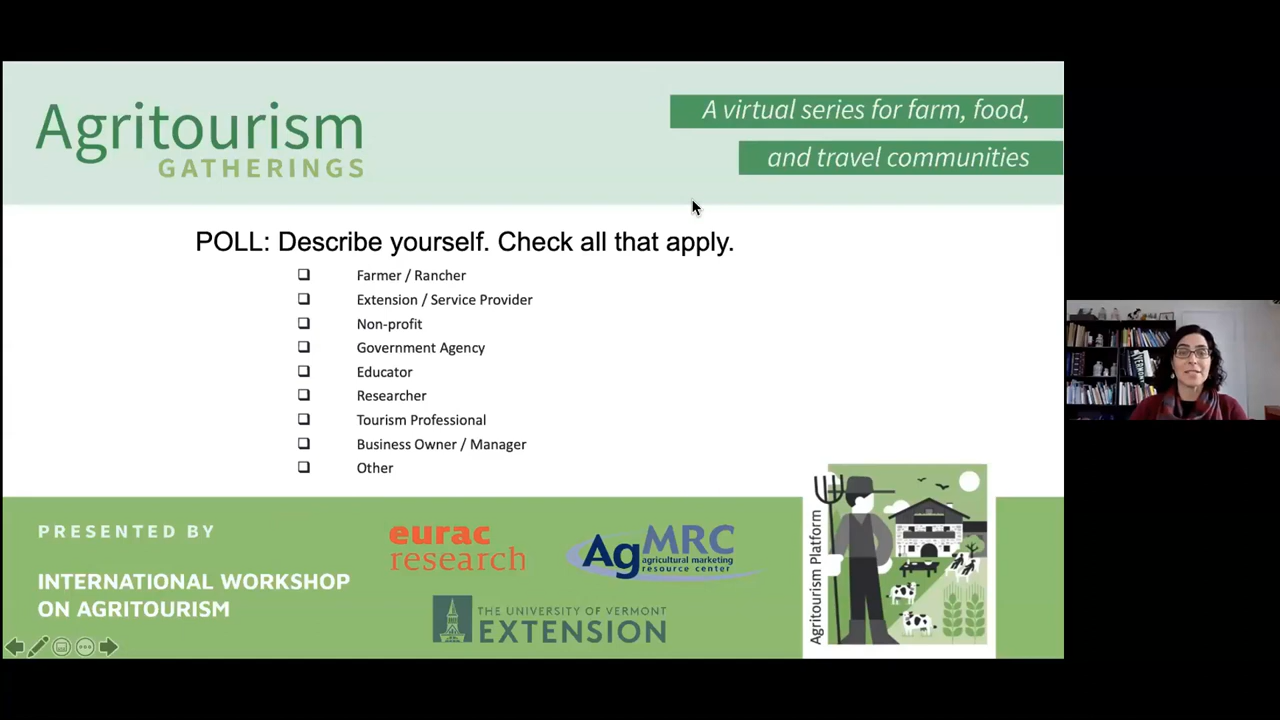 Agritourism
GATHERINGS
A virtual series for farm, food,
and travel communities
POLL: Describe yourself. Check all that apply.
Farmer / Rancher
Extension / Service Provider
Non-profit
Government Agency
Educator
Researcher
Tourism Professional
Business Owner / Manager
Other
PRESENTED BY
INTERNATIONAL WORKSHOP
ON AGRITOURISM
eurac
research
AgMRC
agricultural marketing
resource center
THE UNIVERSITY OF VERMONT
EXTENSION
Agritourism Platform
VERMONT